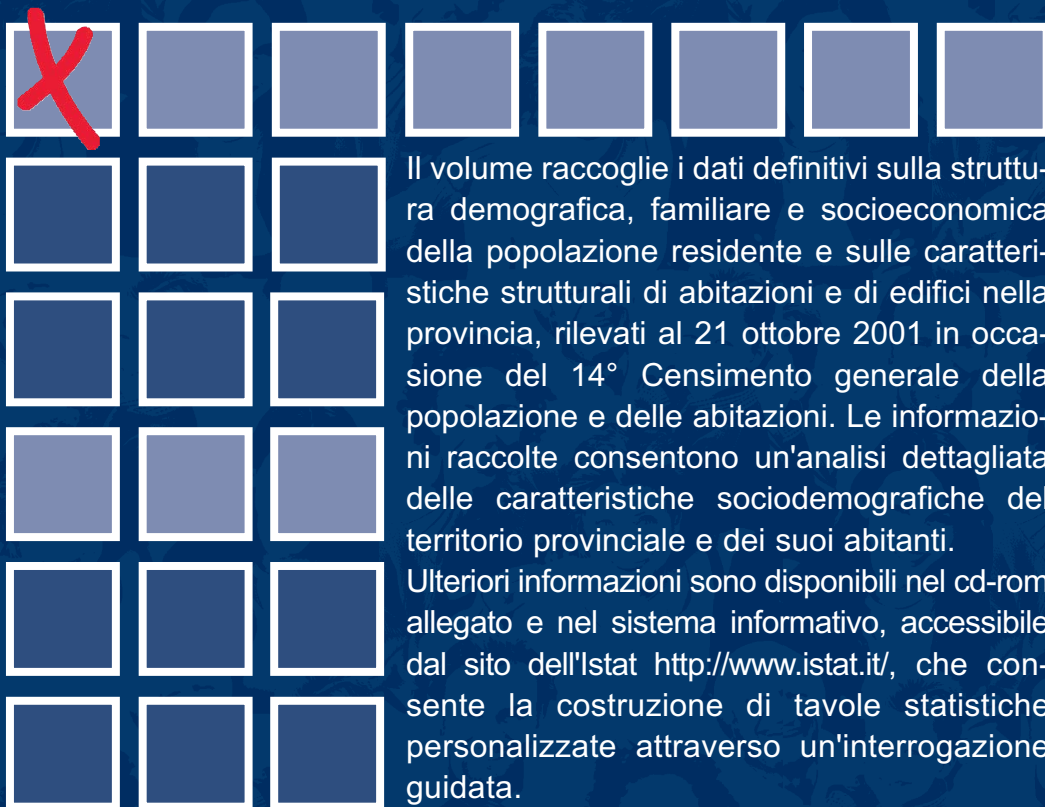 Il volume raccoglie i dati definitivi sulla struttu-
ra demografica, familiare e socioeconomica
della popolazione residente e sulle caratteri-
stiche strutturali di abitazioni e di edifici nella
provincia, rilevati al 21 ottobre 2001 in occa-
sione del 14° Censimento generale della
popolazione e delle abitazioni. Le informazio-
ni raccolte consentono un'analisi dettagliata
delle caratteristiche sociodemografiche del
territorio provinciale e dei suoi abitanti.
Ulteriori informazioni sono disponibili nel cd-rom
allegato e nel sistema informativo, accessibile
dal sito dell'Istat http://www.istat.it/, che con-
sente la costruzione di tavole statistiche
personalizzate attraverso un'interrogazione
guidata.